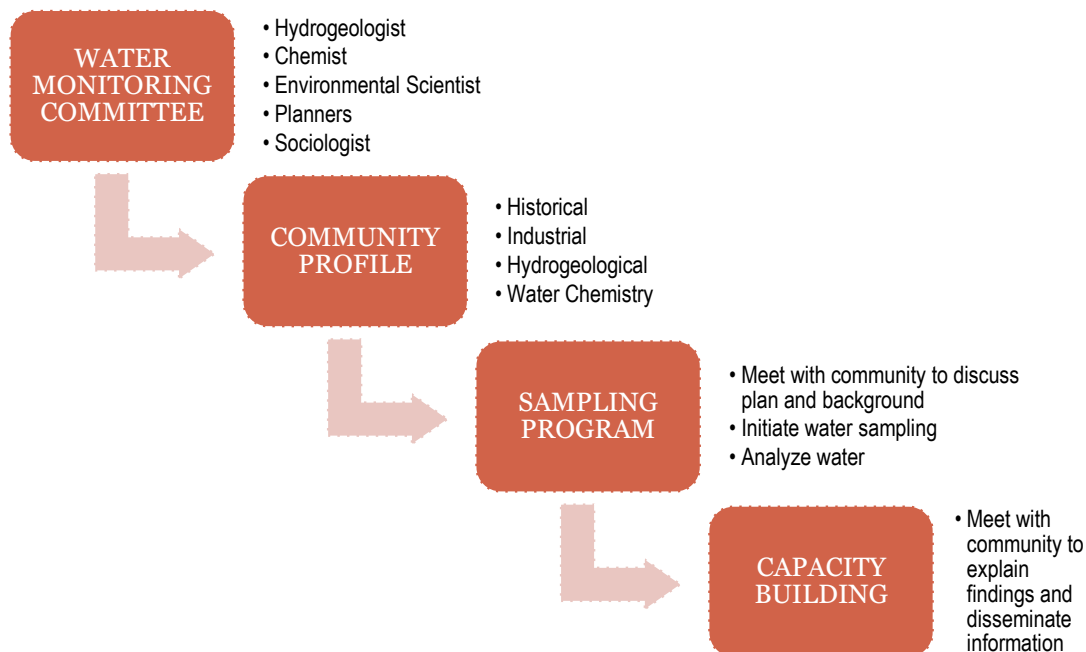 WATER
MONITORING
COMMITTEE
• Hydrogeologist
• Chemist
• Environmental Scientist
• Planners
• Sociologist
COMMUNITY
PROFILE
• Historical
• Industrial
• Hydrogeological
• Water Chemistry
SAMPLING
PROGRAM
• Meet with community to discuss
plan and background
• Initiate water sampling
• Analyze water
CAPACITY
BUILDING
• Meet with
community to
explain
findings and
disseminate
information